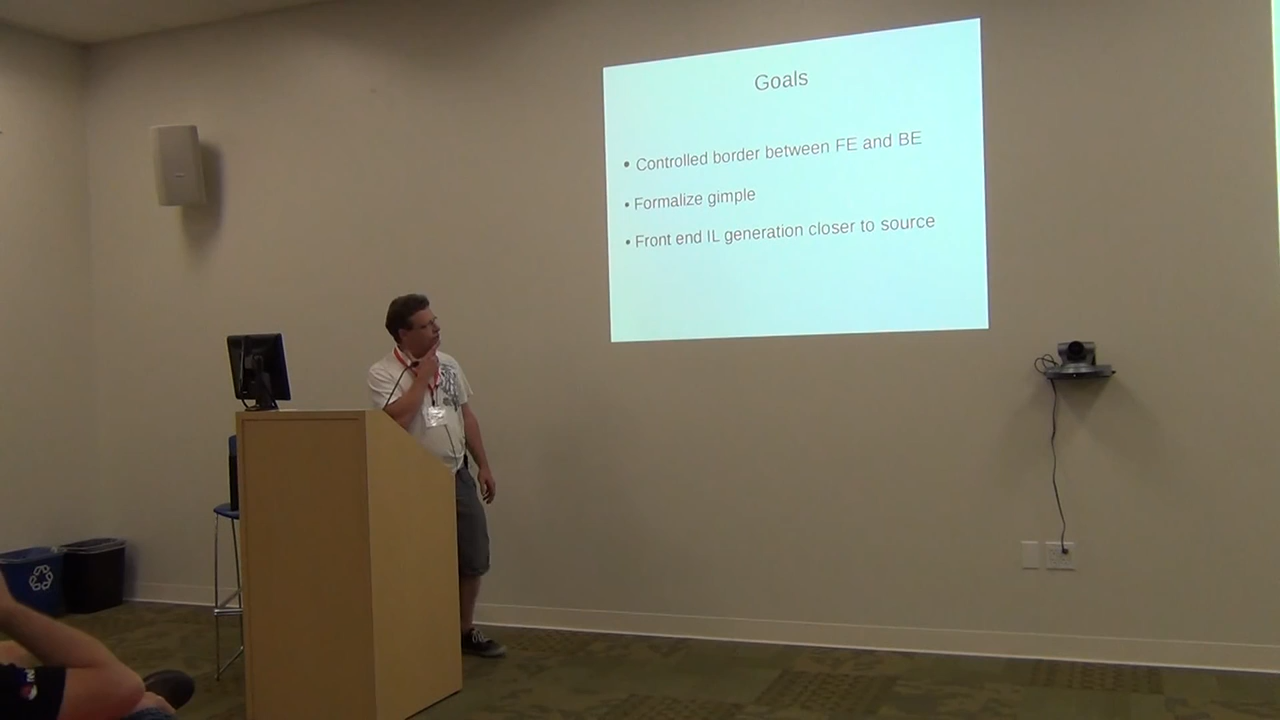 Goals
• Controlled border between FE and BE
• Formalize gimple
• Front end IL generation closer to source